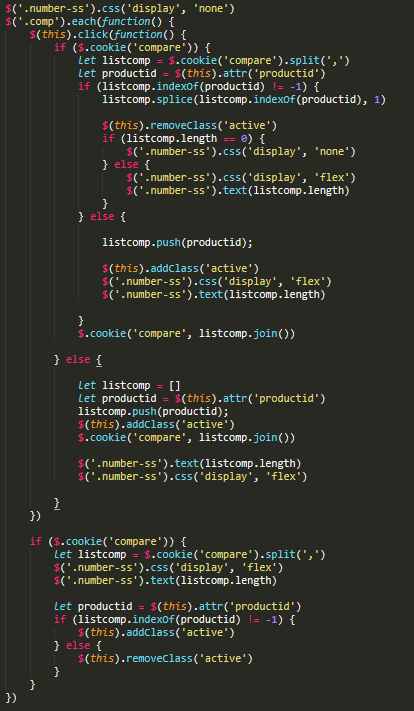 $('.number-ss').css('display', 'none')
$('.comp').each(function() {
    $(this).click(function() {
        if ($.cookie('compare')) {
            let listcomp = $.cookie('compare').split(',')
            let productid = $(this).attr('productid')
            if (listcomp.indexOf(productid) != -1) {
                listcomp.splice(listcomp.indexOf(productid), 1)

                $(this).removeClass('active')
                if (listcomp.length == 0) {
                    $('.number-ss').css('display', 'none')
                } else {
                    $('.number-ss').css('display', 'flex')
                    $('.number-ss').text(listcomp.length)
                }
            } else {

                listcomp.push(productid);

                $(this).addClass('active')
                $('.number-ss').css('display', 'flex')
                $('.number-ss').text(listcomp.length)

            }
            $.cookie('compare', listcomp.join())

        } else {

            let listcomp = []
            let productid = $(this).attr('productid')
            listcomp.push(productid);
            $(this).addClass('active')
            $.cookie('compare', listcomp.join())

            $('.number-ss').text(listcomp.length)
            $('.number-ss').css('display', 'flex')

        }
    })

    if ($.cookie('compare')) {
        let listcomp = $.cookie('compare').split(',')
        $('.number-ss').css('display', 'flex')
        $('.number-ss').text(listcomp.length)

        let productid = $(this).attr('productid')
        if (listcomp.indexOf(productid) != -1) {
            $(this).addClass('active')
        } else {
            $(this).removeClass('active')
        }
    }
})